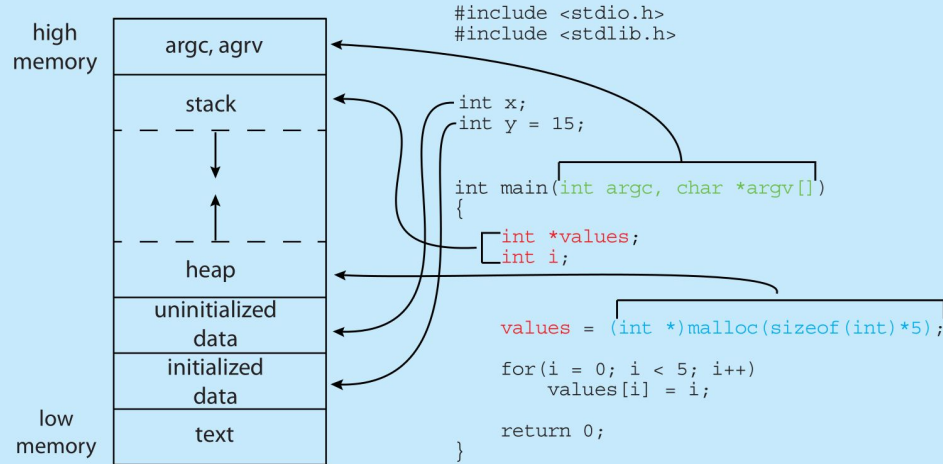 high
memory
argc, agrv
stack
heap
uninitialized
data
initialized
data
low
memory
text
#include <stdio.h>
#include <stdlib.h>
int x;
int y = 15;
int main(int argc, char *argv[])
{
int *values;
int i;
values = (int *)malloc(sizeof(int)*5);
for(i = 0; i < 5; i++)
values[i] = i;
return 0;
}